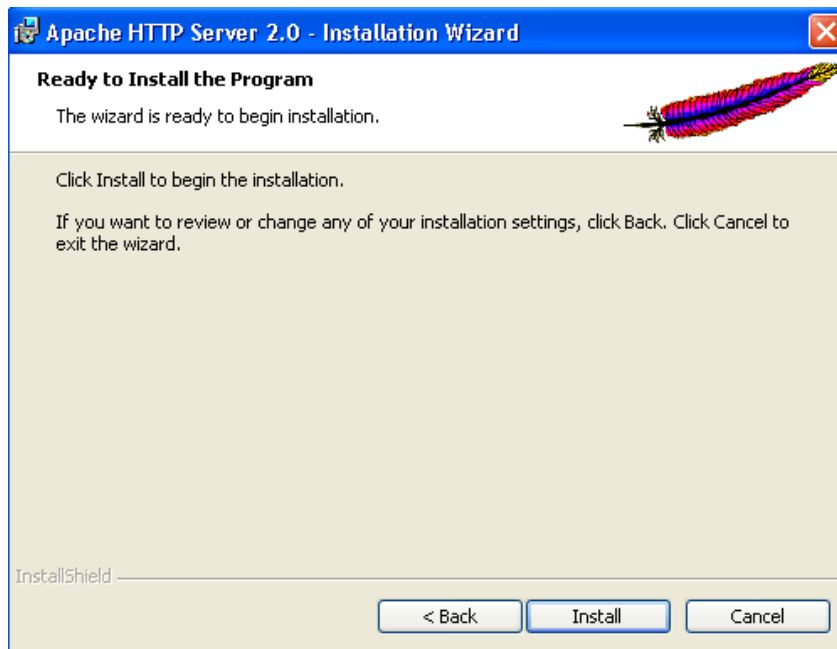 Apache HTTP Server 2.0 - Installation Wizard
Ready to Install the Program
The wizard is ready to begin installation.
Click Install to begin the installation.
If you want to review or change any of your installation settings, click Back. Click Cancel to
exit the wizard.
InstallShield
< Back
Install
Cancel